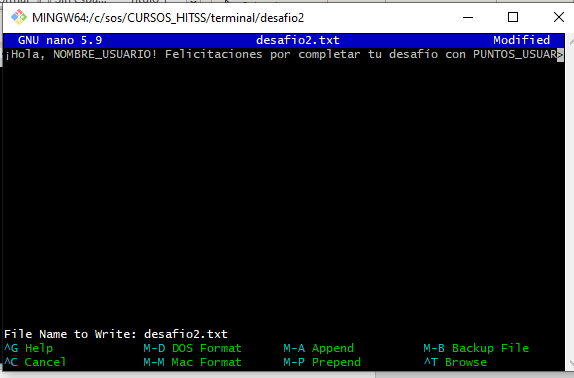 MINGW64:/c/sos/CURSOS_HITSS/terminal/desafio2
GNU nano 5.9 desafio2.txt Modified
¡Hola, NOMBRE_USUARIO! Felicitaciones por completar tu desafío con PUNTOS_USUAR>
File Name to Write: desafio2.txt
^G Help M-D DOS Format M-A Append M-B Backup File
^C Cancel M-M Mac Format M-P Prepend ^T Browse